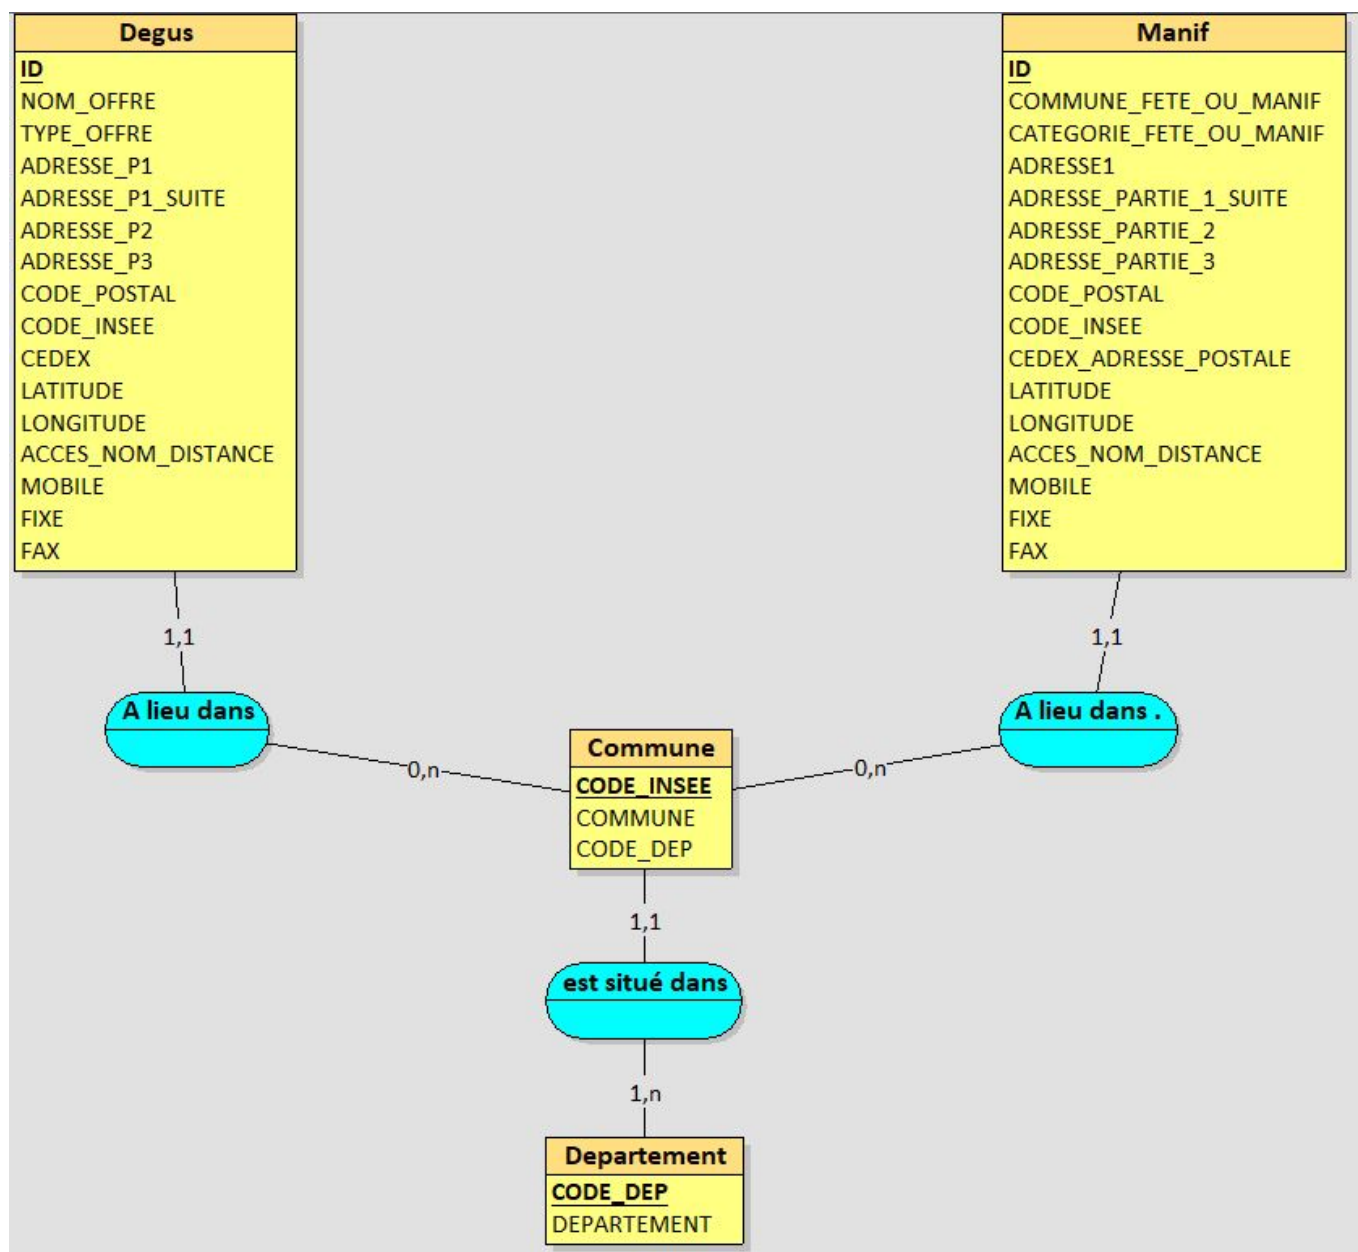 Degus
ID
NOM_OFFRE
TYPE_OFFRE
ADRESSE_P1
ADRESSE_P1_SUITE
ADRESSE_P2
ADRESSE_P3
CODE_POSTAL
CODE_INSEE
CEDEX
LATITUDE
LONGITUDE
ACCES_NOM_DISTANCE
MOBILE
FIXE
FAX
Manif
ID
COMMUNE_FETE_OU_MANIF
CATEGORIE_FETE_OU_MANIF
ADRESSE1
ADRESSE_PARTIE_1_SUITE
ADRESSE_PARTIE_2
ADRESSE_PARTIE_3
CODE_POSTAL
CODE_INSEE
CEDEX_ADRESSE_POSTALE
LATITUDE
LONGITUDE
ACCES_NOM_DISTANCE
MOBILE
FIXE
FAX
1,1
1,1
A lieu dans
A lieu dans .
0,n
0,n
Commune
CODE_INSEE
COMMUNE
CODE_DEP
1,1
est situé dans
1,n
Departement
CODE_DEP
DEPARTEMENT